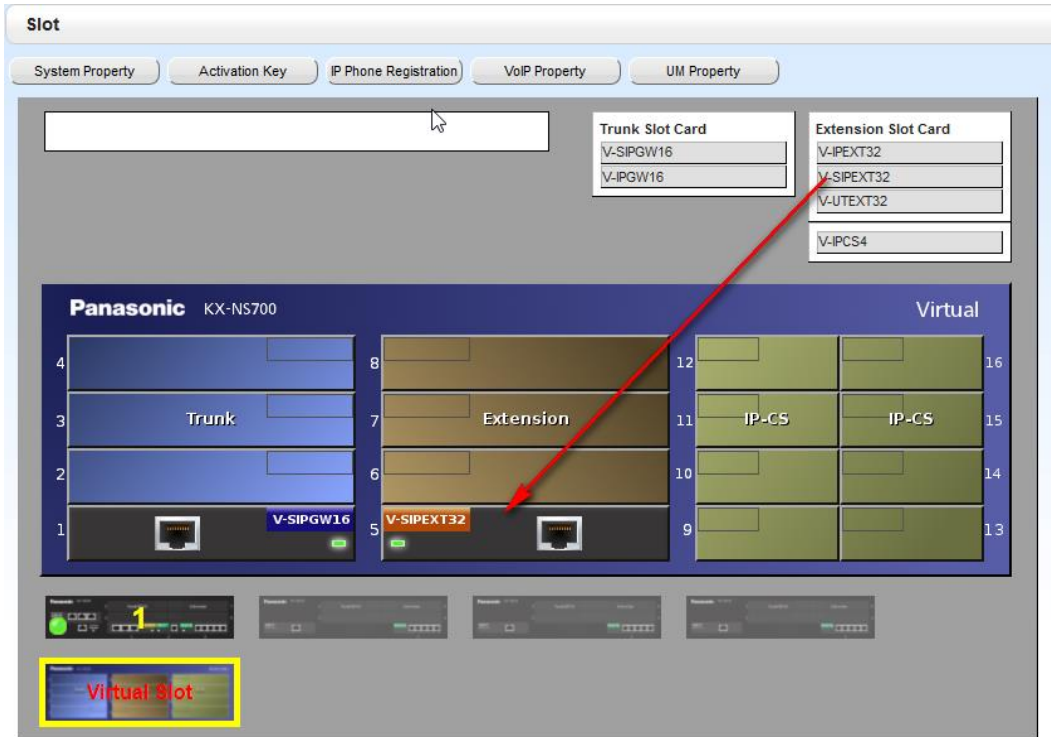 Slot
System Property
Activation Key
IP Phone Registration
VoIP Property
UM Property
Trunk Slot Card
V-SIPGW16
V-IPGW16
Extension Slot Card
V-IPEXT32
V-SIPEXT32
V-UTEXT32
V-IPCS4
Panasonic KX-NS700
Virtual
4
8
12
16
3 Trunk
7 Extension
11 IP-CS
IP-CS 15
2
6
10
14
1 V-SIPGW16
5 V-SIPEXT32
9
13
1
Virtual Slot